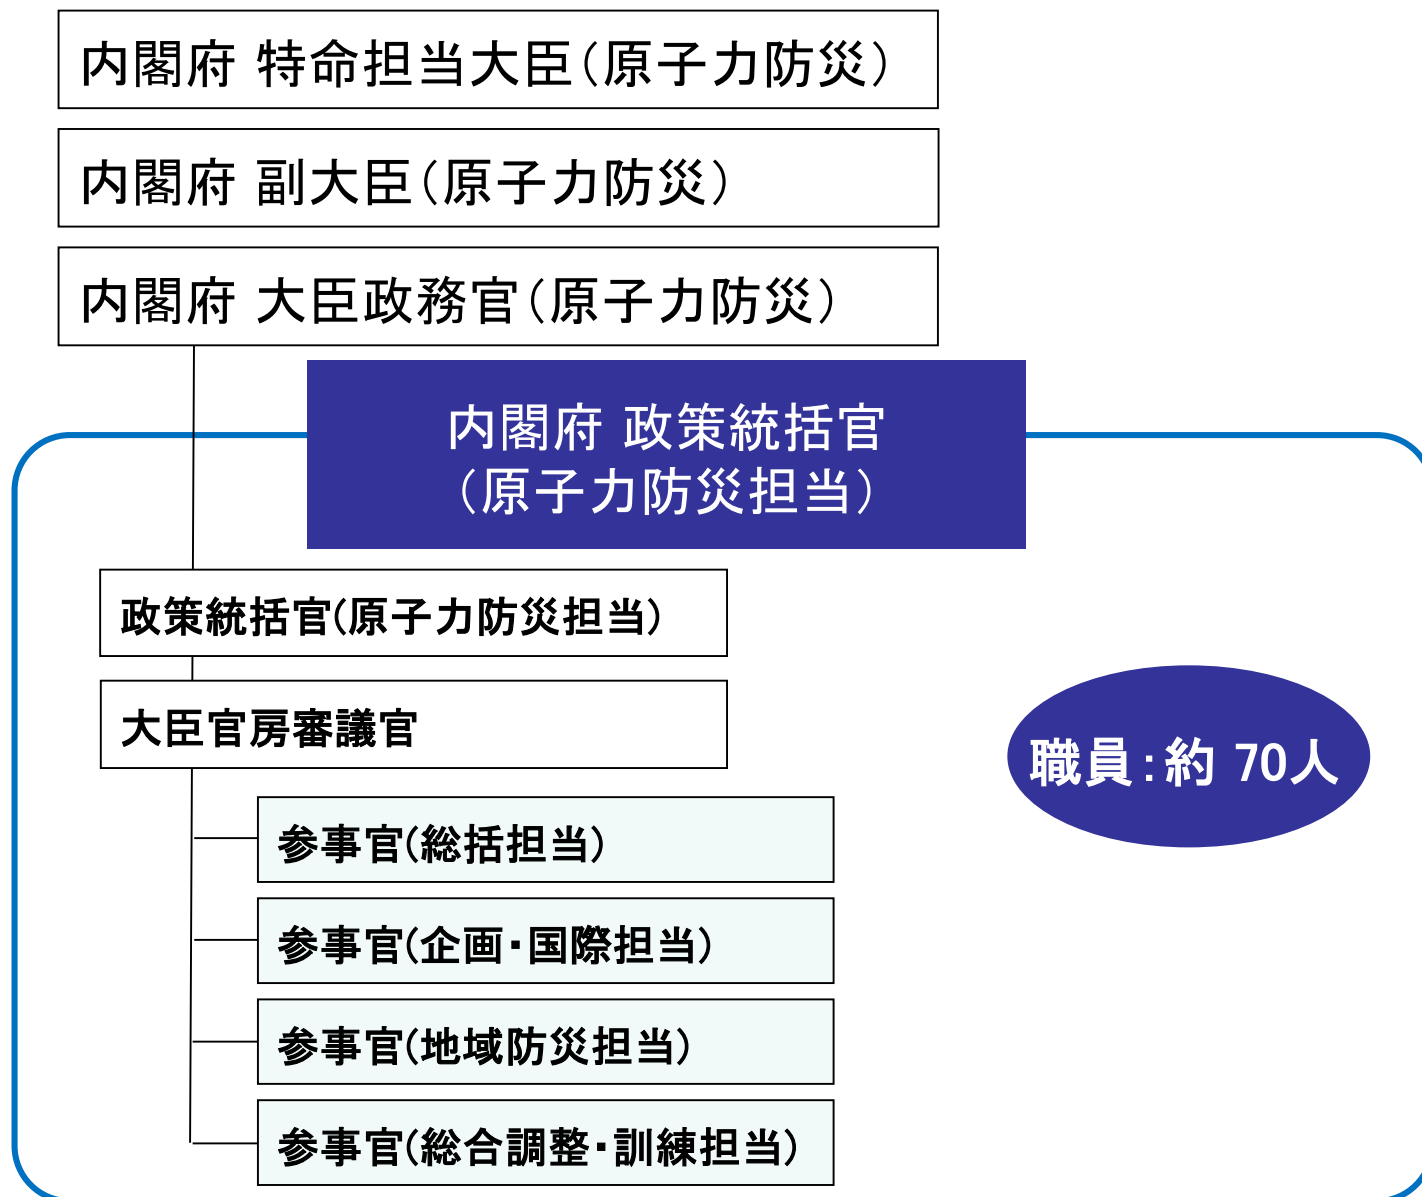 内閣府 特命担当大臣（原子力防災）
内閣府 副大臣（原子力防災）
内閣府 大臣政務官（原子力防災）
内閣府 政策統括官
（原子力防災担当）
政策統括官(原子力防災担当)
大臣官房審議官
職員：約 70人
参事官(総括担当)
参事官(企画・国際担当)
参事官(地域防災担当)
参事官(総合調整・訓練担当)